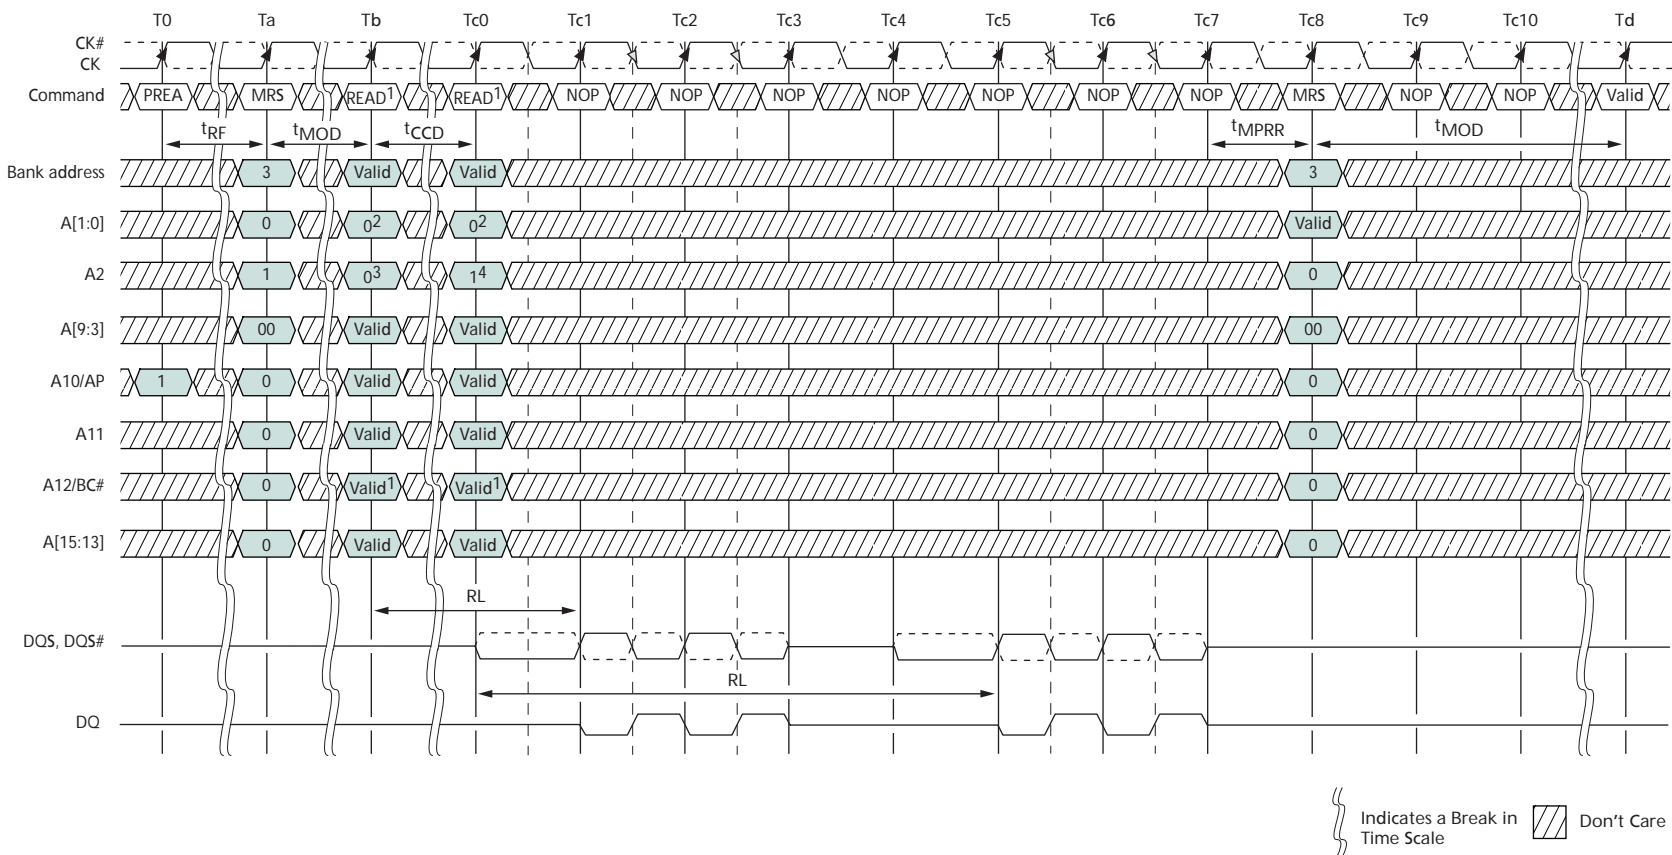 T0 Ta Tb Tc0 Tc1 Tc2 Tc3 Tc4 Tc5 Tc6 Tc7 Tc8 Tc9 Tc10 Td
CK#
CK
Command PREA MRS READ1 READ1 NOP NOP NOP NOP NOP NOP NOP MRS NOP NOP Valid
tRF tMOD tCCD tMPRR tMOD
Bank address 3 Valid Valid 3
A[1:0] 0 0² 0² Valid
A2 1 0³ 1⁴ 0
A[9:3] 00 Valid Valid 00
A10/AP 1 0 Valid Valid 0
A11 0 Valid Valid 0
A12/BC# 0 Valid1 Valid1 0
A[15:13] 0 Valid Valid 0
RL
DQS, DQS#
RL
DQ
Indicates a Break in
Time Scale
Don't Care